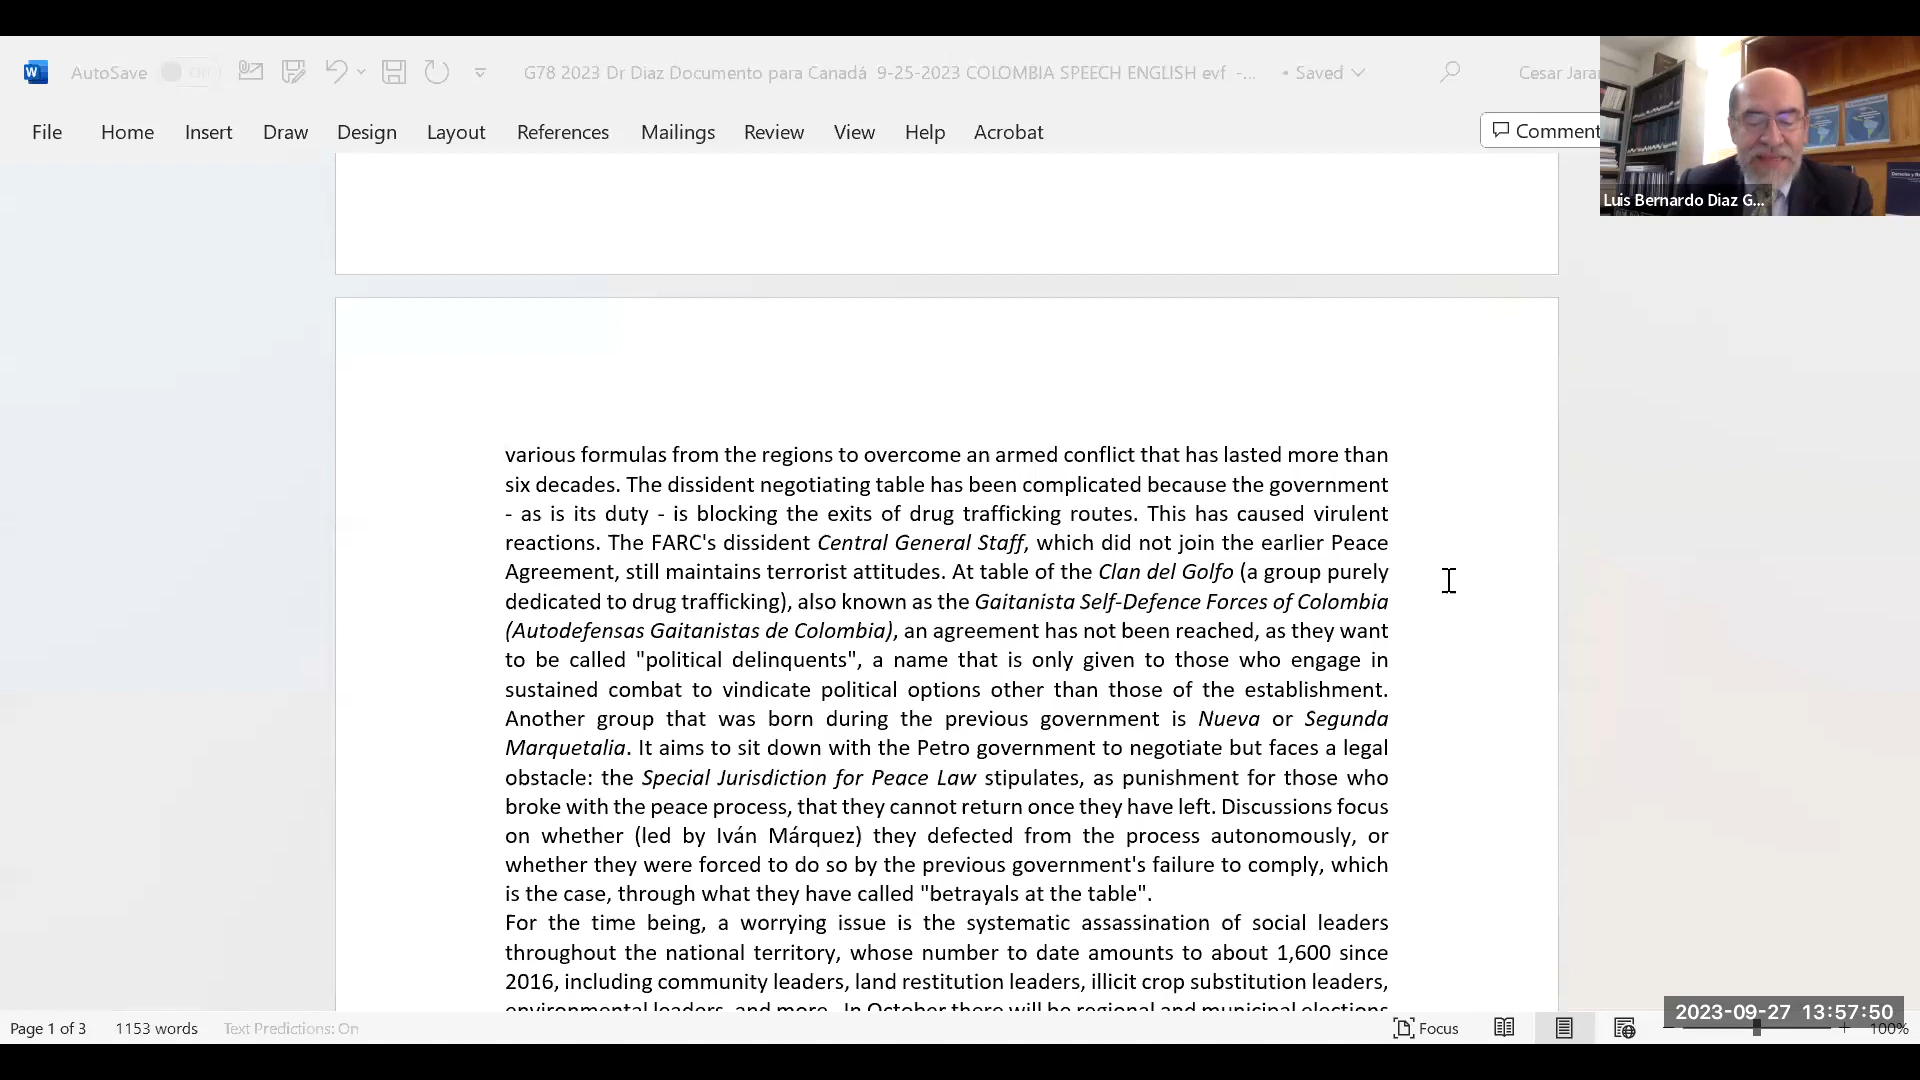 AutoSave
G78 2023 Dr Diaz Documento para Canadá 9-25-2023 COLOMBIA SPEECH ENGLISH evf -... • Saved
Cesar Jarar
File Home Insert Draw Design Layout References Mailings Review View Help Acrobat
Comment
Luis Bernardo Diaz G...
various formulas from the regions to overcome an armed conflict that has lasted more than
six decades. The dissident negotiating table has been complicated because the government
- as is its duty - is blocking the exits of drug trafficking routes. This has caused virulent
reactions. The FARC's dissident Central General Staff, which did not join the earlier Peace
Agreement, still maintains terrorist attitudes. At table of the Clan del Golfo (a group purely
dedicated to drug trafficking), also known as the Gaitanista Self-Defence Forces of Colombia
(Autodefensas Gaitanistas de Colombia), an agreement has not been reached, as they want
to be called "political delinquents", a name that is only given to those who engage in
sustained combat to vindicate political options other than those of the establishment.
Another group that was born during the previous government is Nueva or Segunda
Marquetalia. It aims to sit down with the Petro government to negotiate but faces a legal
obstacle: the Special Jurisdiction for Peace Law stipulates, as punishment for those who
broke with the peace process, that they cannot return once they have left. Discussions focus
on whether (led by Iván Márquez) they defected from the process autonomously, or
whether they were forced to do so by the previous government's failure to comply, which
is the case, through what they have called "betrayals at the table".
For the time being, a worrying issue is the systematic assassination of social leaders
throughout the national territory, whose number to date amounts to about 1,600 since
2016, including community leaders, land restitution leaders, illicit crop substitution leaders,
environmental leaders, and more. In October there will be regional and municipal elections
2023-09-27 13:57:50
Page 1 of 3 1153 words Text Predictions: On Focus 100%